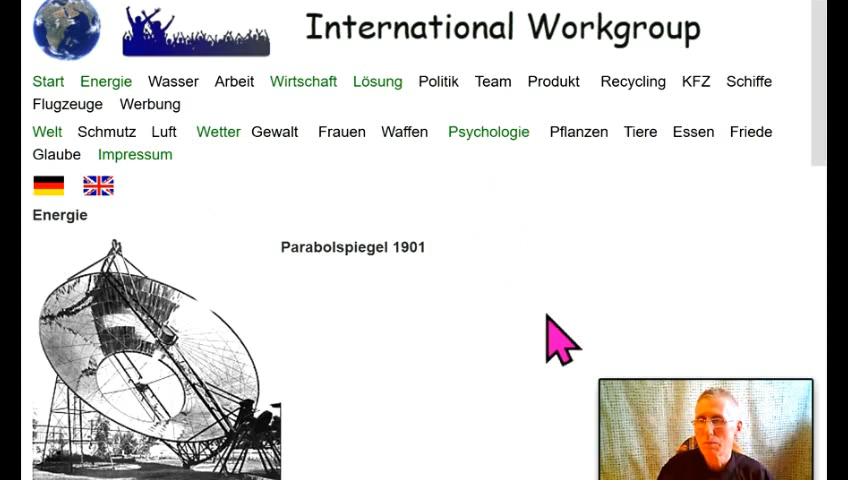 International Workgroup
Start Energie Wasser Arbeit Wirtschaft Lösung Politik Team Produkt Recycling KFZ Schiffe
Flugzeuge Werbung
Welt Schmutz Luft Wetter Gewalt Frauen Waffen Psychologie Pflanzen Tiere Essen Friede
Glaube Impressum
Energie
Parabolspiegel 1901